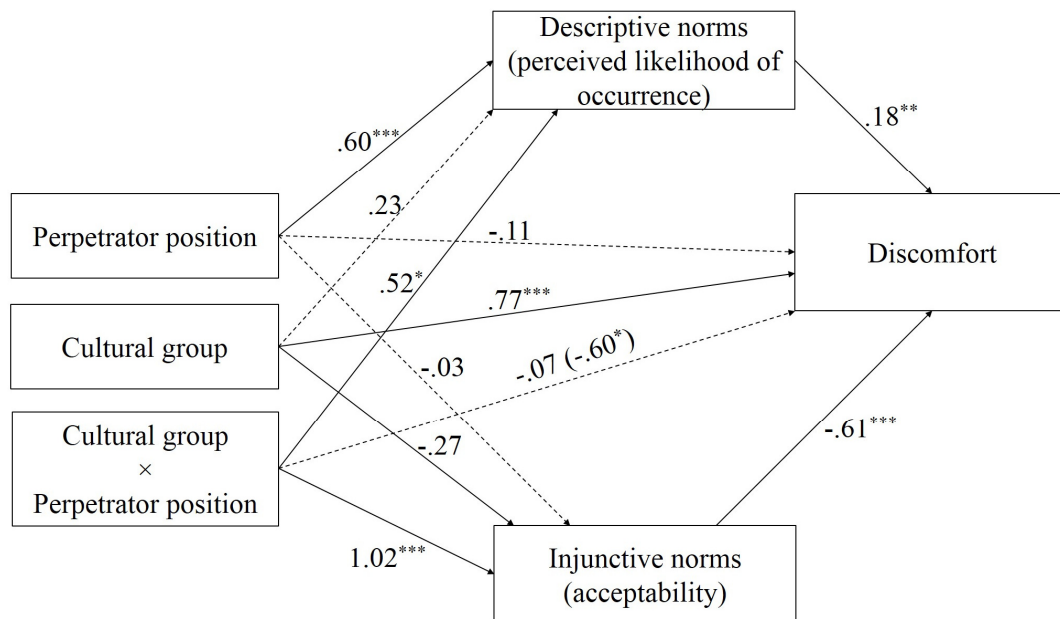 Descriptive norms
(perceived likelihood of
occurrence)
.60***
.18**
.23
Perpetrator position
-.11
Discomfort
.52*
.77***
Cultural group
-.03
-.07 (-.60*)
Cultural group
×
Perpetrator position
-.27
-.61***
1.02***
Injunctive norms
(acceptability)